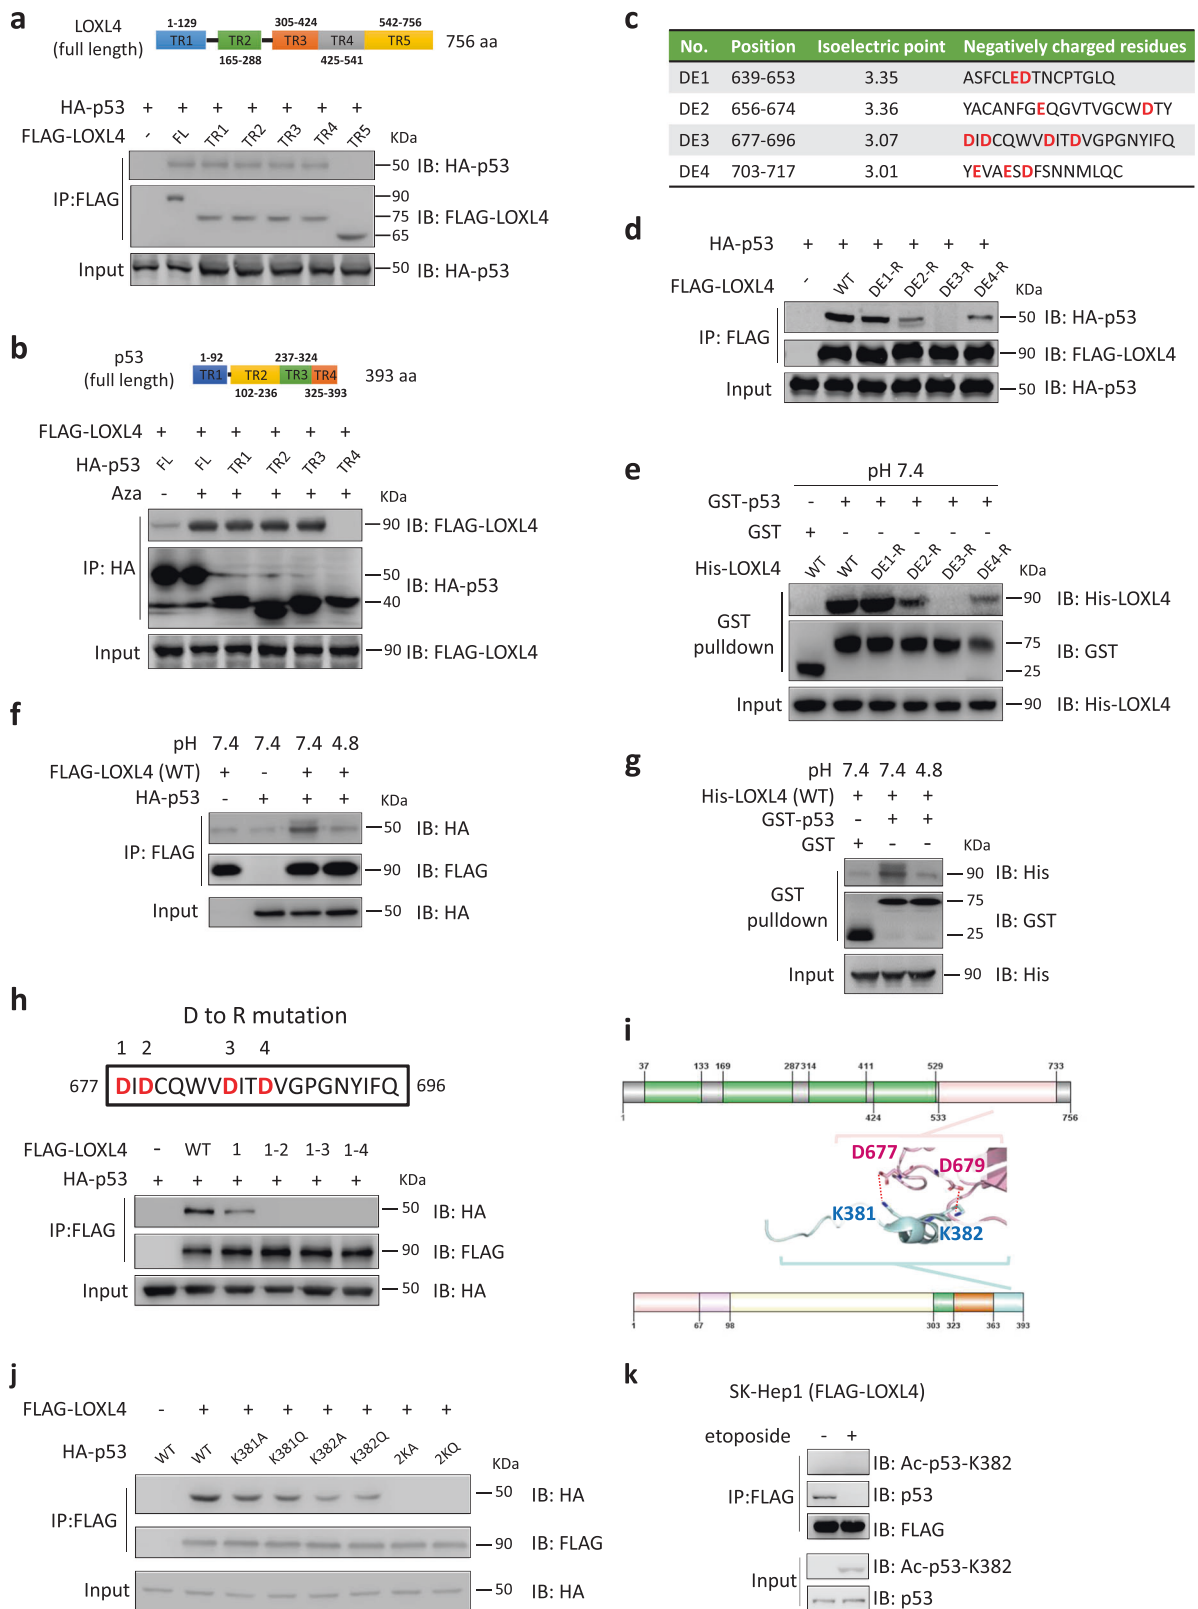 a
LOXL4 (full length)
1-129 305-424 542-756
TR1 TR2 TR3 TR4 TR5 756 aa
165-288 425-541
HA-p53 + + + + + + +
FLAG-LOXL4 - FL TR1 TR2 TR3 TR4 TR5 KDa
IP:FLAG
50 IB: HA-p53
90
75 IB: FLAG-LOXL4
65
Input 50 IB: HA-p53
b
p53 (full length)
1-92 237-324
TR1 TR2 TR3 TR4 393 aa
102-236 325-393
FLAG-LOXL4 + + + + + +
HA-p53 FL FL TR1 TR2 TR3 TR4
Aza - + + + + + KDa
IP: HA
90 IB: FLAG-LOXL4
50
IB: HA-p53
40
Input 90 IB: FLAG-LOXL4
c
No. Position Isoelectric point Negatively charged residues
DE1 639-653 3.35 ASFCLEDTNCPTGLQ
DE2 656-674 3.36 YACANFGEQGVTVGCWDTY
DE3 677-696 3.07 DIDCQWVDITDVGPGNYIFQ
DE4 703-717 3.01 YEVAESDFSNNMLQC
d
HA-p53 + + + + + +
FLAG-LOXL4 - WT DE1-R DE2-R DE3-R DE4-R KDa
IP: FLAG
50 IB: HA-p53
90 IB: FLAG-LOXL4
Input 50 IB: HA-p53
e
pH 7.4
GST-p53 - + + + + +
GST + - - - - -
His-LOXL4 WT WT DE1-R DE2-R DE3-R DE4-R KDa
GST pulldown
90 IB: His-LOXL4
75
IB: GST
25
Input 90 IB: His-LOXL4
f
pH 7.4 7.4 7.4 4.8
FLAG-LOXL4 (WT) + - + +
HA-p53 - + + + KDa
IP: FLAG
50 IB: HA
90 IB: FLAG
Input 50 IB: HA
g
pH 7.4 7.4 4.8
His-LOXL4 (WT) + + +
GST-p53 - + +
GST + - - KDa
GST pulldown
90 IB: His
75
IB: GST
25
Input 90 IB: His
h
D to R mutation
1 2 3 4
677 DIDCQWVDITDVGPGNYIFQ 696
FLAG-LOXL4 - WT 1 1-2 1-3 1-4
HA-p53 + + + + + + KDa
IP:FLAG
50 IB: HA
90 IB: FLAG
Input 50 IB: HA
i
37 133 169 287 314 411 529 733
1 424 533 756
D677 D679
K381 K382
1 67 98 303 323 363 393
j
FLAG-LOXL4 - + + + + + + +
HA-p53 WT WT K381A K381Q K382A K382Q 2KA 2KQ
KDa
IP:FLAG
50 IB: HA
90 IB: FLAG
Input 50 IB: HA
k
SK-Hep1 (FLAG-LOXL4)
etoposide - +
IP:FLAG
IB: Ac-p53-K382
IB: p53
IB: FLAG
Input
IB: Ac-p53-K382
IB: p53